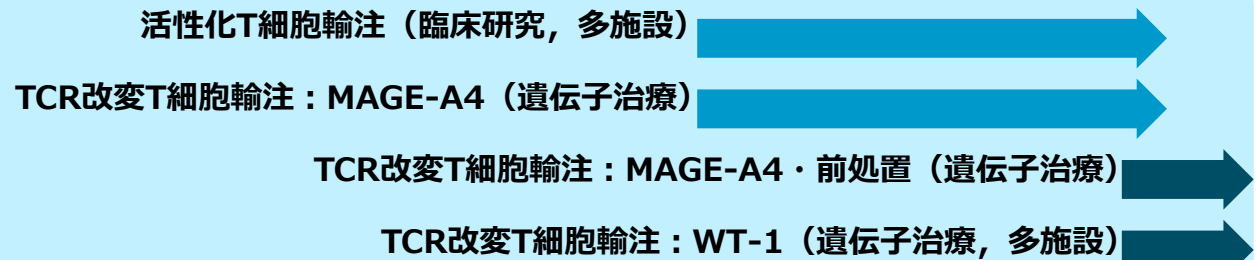 活性化T細胞輸注（臨床研究，多施設）
TCR改変T細胞輸注：MAGE-A4（遺伝子治療）
TCR改変T細胞輸注：MAGE-A4・前処置（遺伝子治療）
TCR改変T細胞輸注：WT-1（遺伝子治療，多施設）